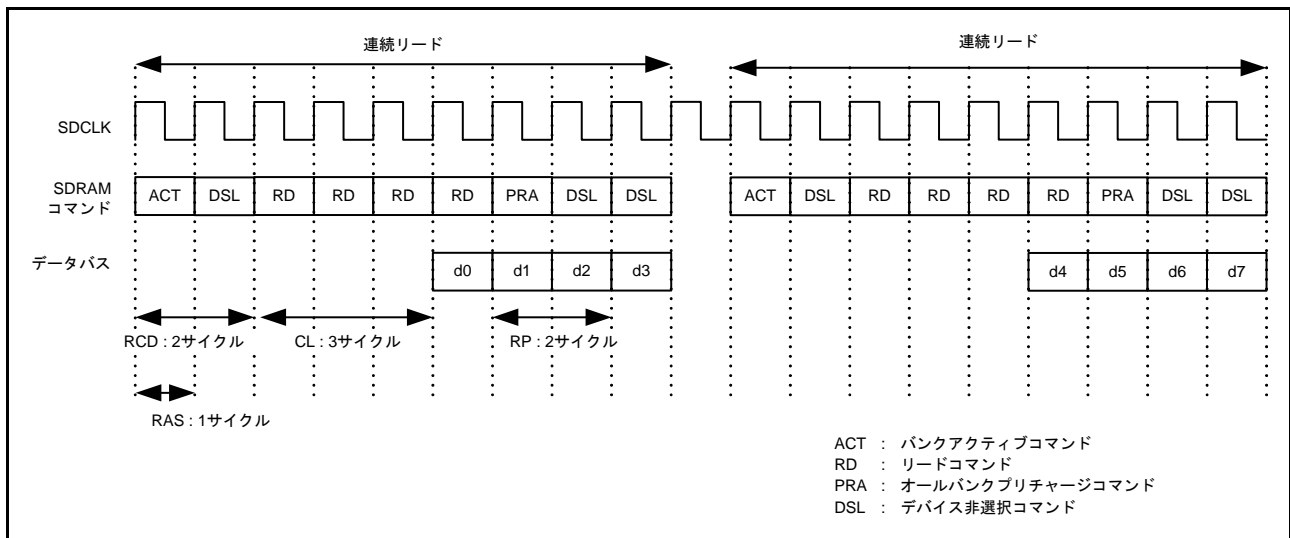 連続リード 連続リード
SDCLK
SDRAM
コマンド
ACT DSL RD RD RD RD PRA DSL DSL ACT DSL RD RD RD RD PRA DSL DSL
データバス d0 d1 d2 d3 d4 d5 d6 d7
RCD : 2サイクル CL : 3サイクル RP : 2サイクル
RAS : 1サイクル
ACT : バンクアクティブコマンド
RD : リードコマンド
PRA : オールバンクプリチャージコマンド
DSL : デバイス非選択コマンド